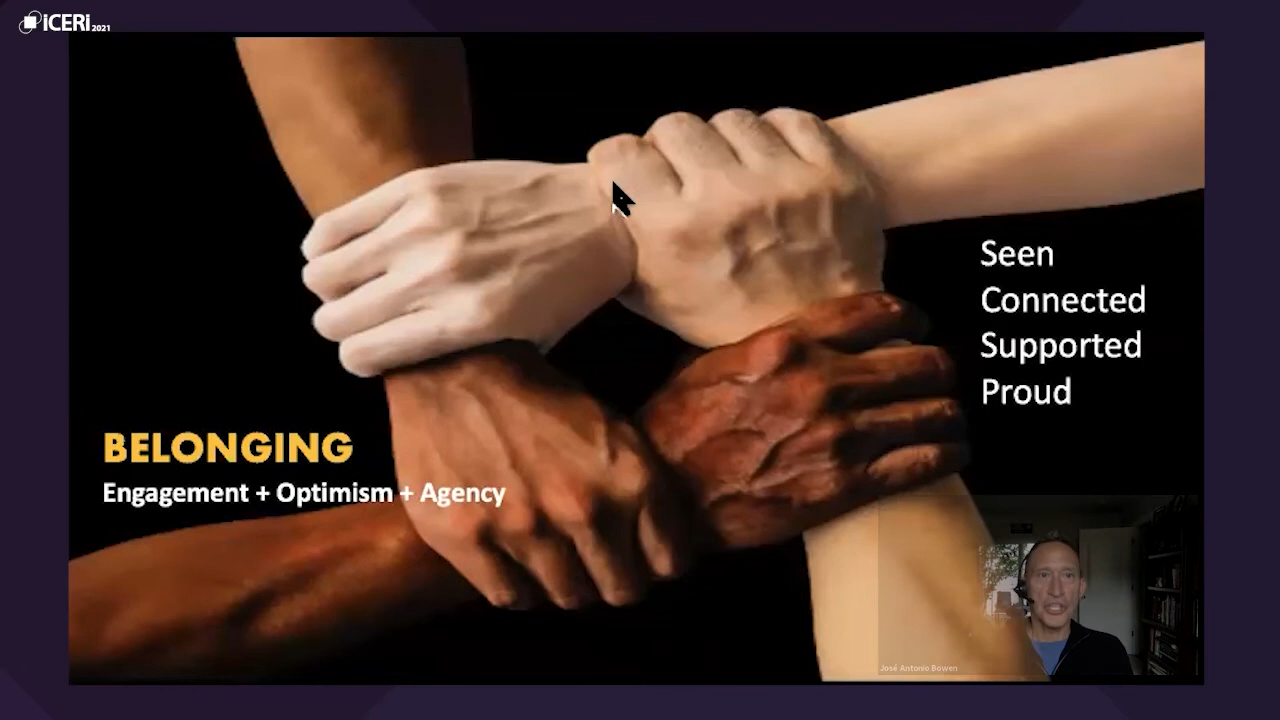 iCERi2021
Seen
Connected
Supported
Proud
BELONGING
Engagement + Optimism + Agency
José Antonio Bowen